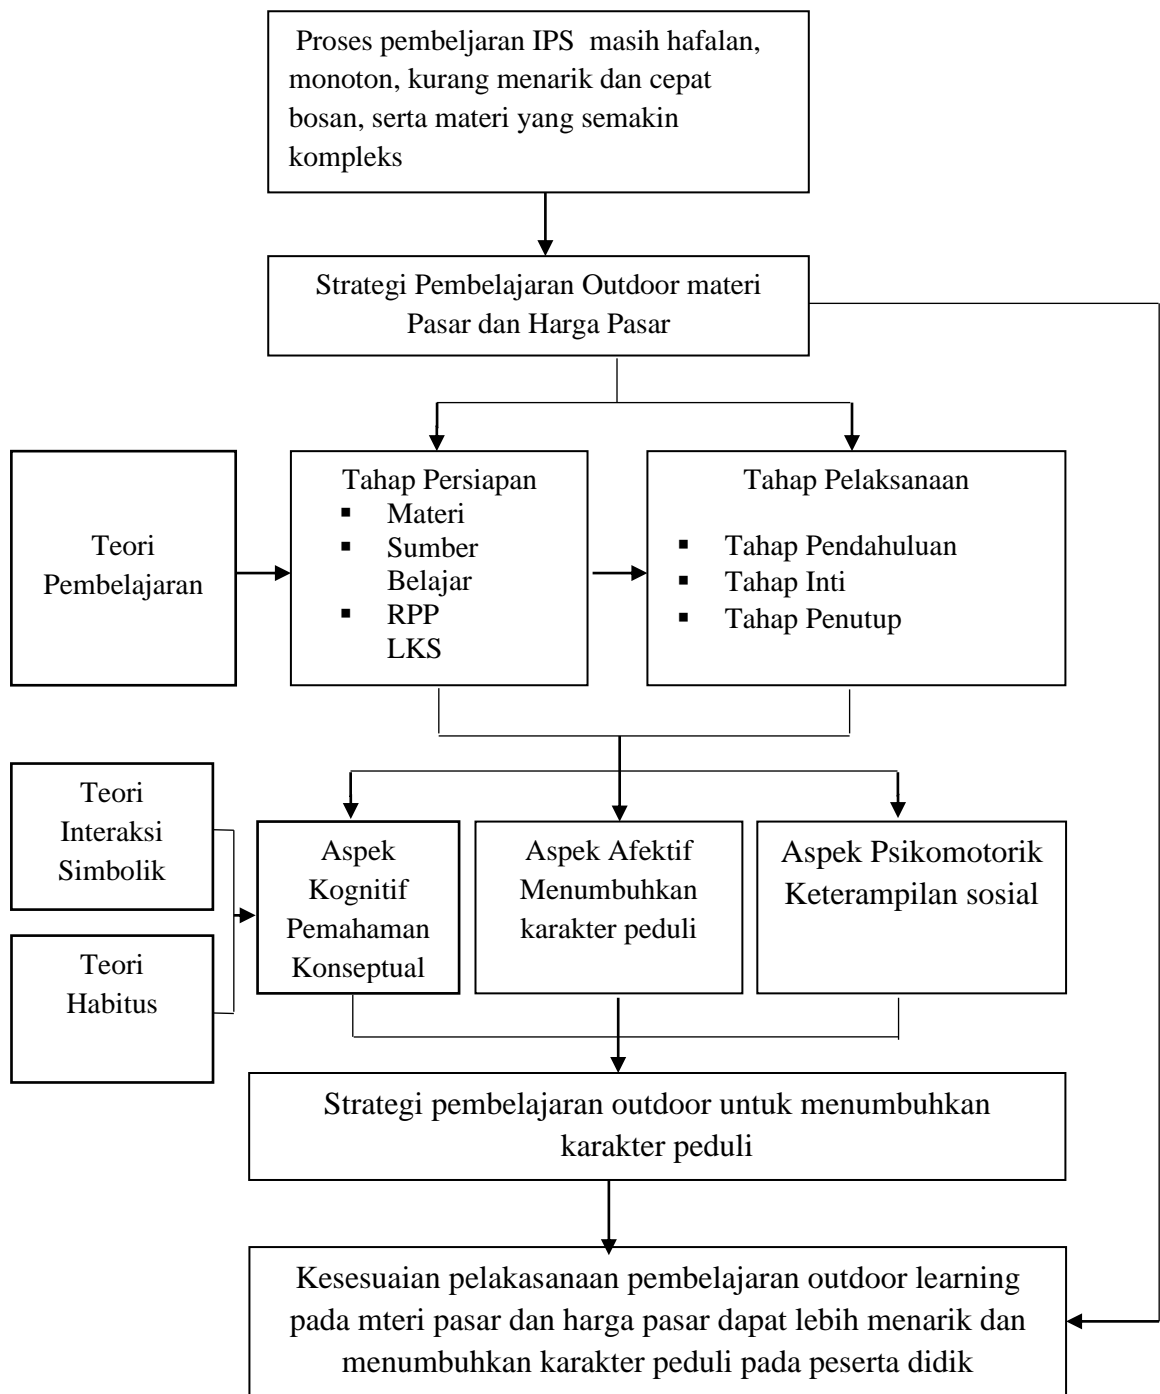 Proses pembeljaran IPS masih hafalan,
monoton, kurang menarik dan cepat
bosan, serta materi yang semakin
kompleks
Strategi Pembelajaran Outdoor materi
Pasar dan Harga Pasar
Teori
Pembelajaran
Tahap Persiapan
▪ Materi
▪ Sumber
Belajar
▪ RPP
LKS
Tahap Pelaksanaan
▪ Tahap Pendahuluan
▪ Tahap Inti
▪ Tahap Penutup
Teori
Interaksi
Simbolik
Teori
Habitus
Aspek
Kognitif
Pemahaman
Konseptual
Aspek Afektif
Menumbuhkan
karakter peduli
Aspek Psikomotorik
Keterampilan sosial
Strategi pembelajaran outdoor untuk menumbuhkan
karakter peduli
Kesesuaian pelakasanaan pembelajaran outdoor learning
pada mteri pasar dan harga pasar dapat lebih menarik dan
menumbuhkan karakter peduli pada peserta didik